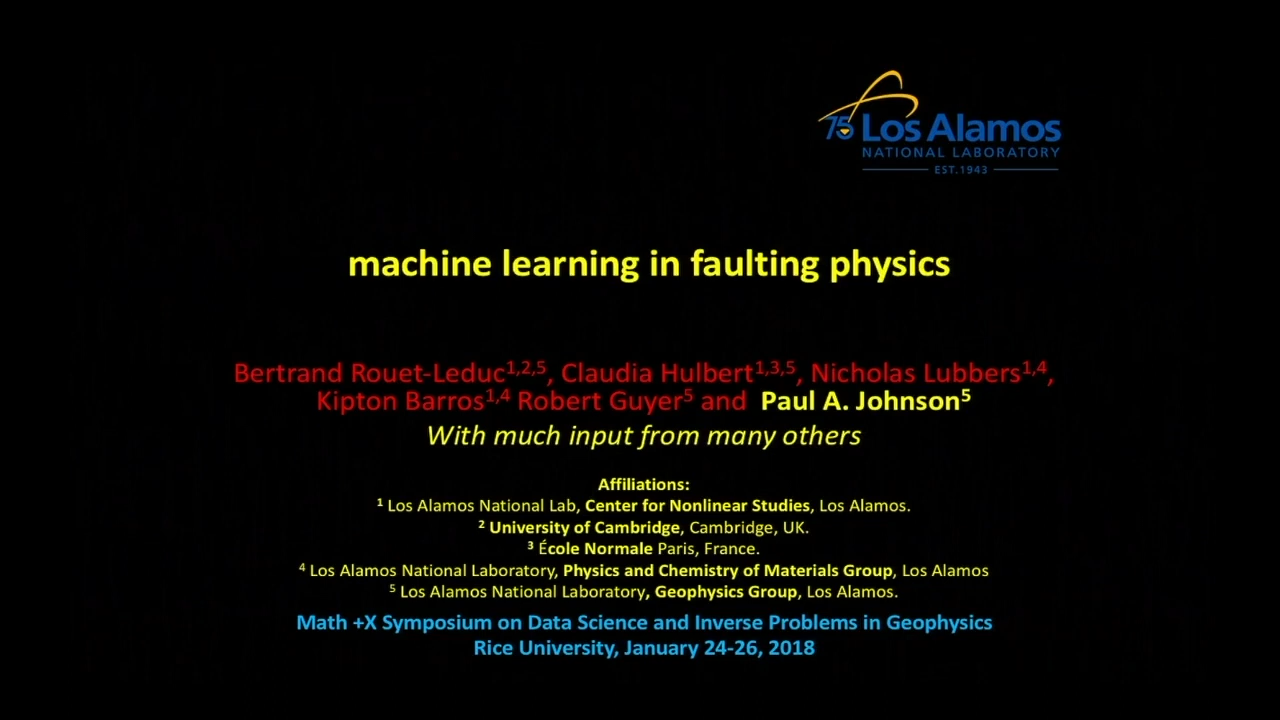 75 Los Alamos
NATIONAL LABORATORY
EST.1943
machine learning in faulting physics
Bertrand Rouet-Leduc1,2,5, Claudia Hulbert1,3,5, Nicholas Lubbers1,4,
Kipton Barros1,4 Robert Guyer5 and Paul A. Johnson5
With much input from many others
Affiliations:
1 Los Alamos National Lab, Center for Nonlinear Studies, Los Alamos.
2 University of Cambridge, Cambridge, UK.
3 École Normale Paris, France.
4 Los Alamos National Laboratory, Physics and Chemistry of Materials Group, Los Alamos
5 Los Alamos National Laboratory, Geophysics Group, Los Alamos.
Math +X Symposium on Data Science and Inverse Problems in Geophysics
Rice University, January 24-26, 2018